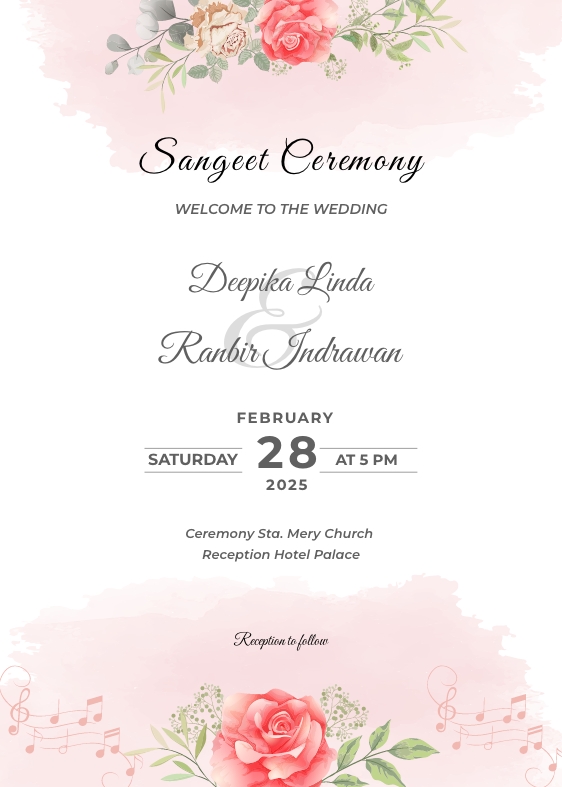 Sangeet Ceremony
WELCOME TO THE WEDDING
Deepika Linda
&
Ranbir Indrawan
FEBRUARY
SATURDAY 28 AT 5 PM
2025
Ceremony Sta. Mery Church
Reception Hotel Palace
Reception to follow